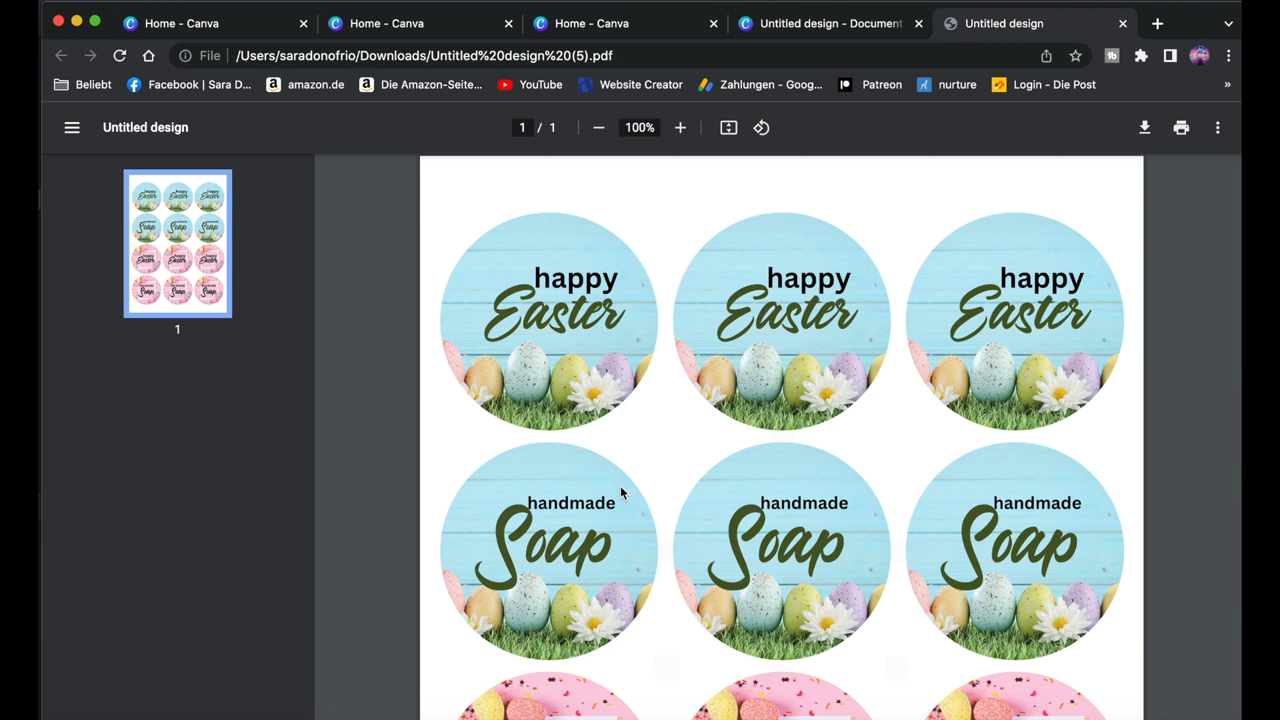 Home - Canva
Home - Canva
Home - Canva
Untitled design - Document
Untitled design
File /Users/saradonofrio/Downloads/Untitled%20design%20(5).pdf
Beliebt
Facebook | Sara D...
amazon.de
Die Amazon-Seite...
YouTube
Website Creator
Zahlungen - Goog...
Patreon
nurture
Login - Die Post
»
Untitled design
1 / 1
100%
1
happy
Easter
happy
Easter
happy
Easter
handmade
Soap
handmade
Soap
handmade
Soap